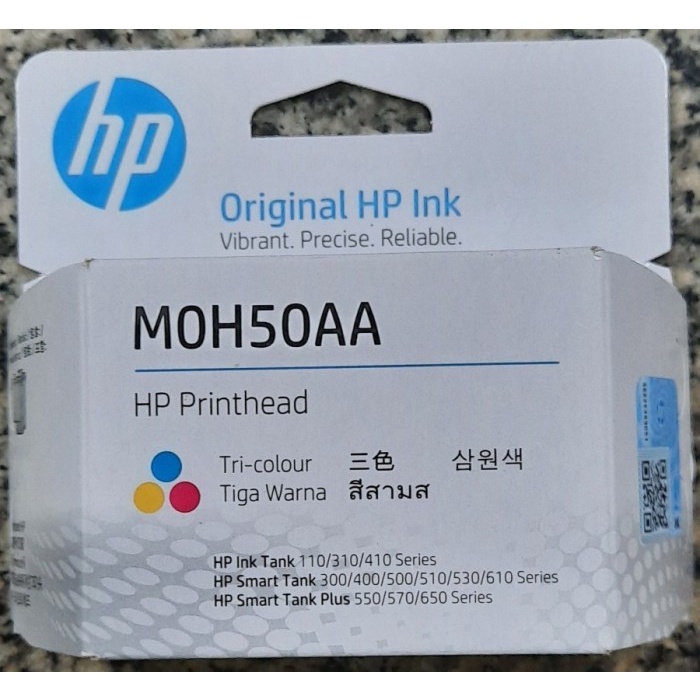 hp
Original HP Ink
Vibrant. Precise. Reliable.
M0H50AA
HP Printhead
Tri-colour 三色 삼원색
Tiga Warna สีสามส
HP Ink Tank 110/310/410 Series
HP Smart Tank 300/400/500/510/530/610 Series
HP Smart Tank Plus 550/570/650 Series